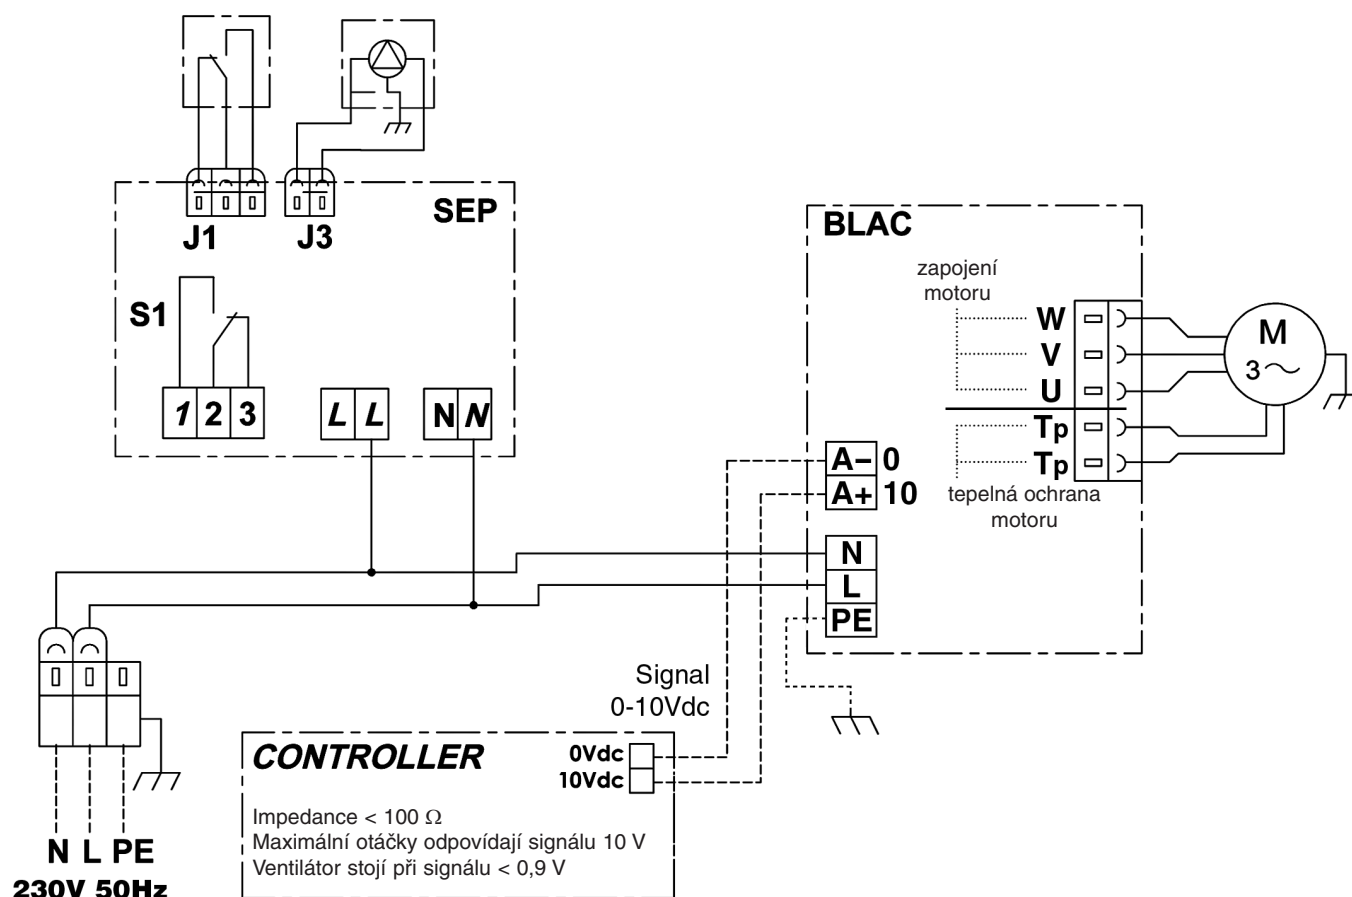 SEP
J1
J3
S1
1 2 3
L L
N N
BLAC
zapojení
motoru
W
V
U
Tp
Tp
tepelná ochrana
motoru
M
3
A– 0
A+ 10
N
L
PE
Signal
0-10Vdc
CONTROLLER
0Vdc
10Vdc
Impedance < 100 Ω
Maximální otáčky odpovídají signálu 10 V
Ventilátor stojí při signálu < 0,9 V
N L PE
230V 50Hz